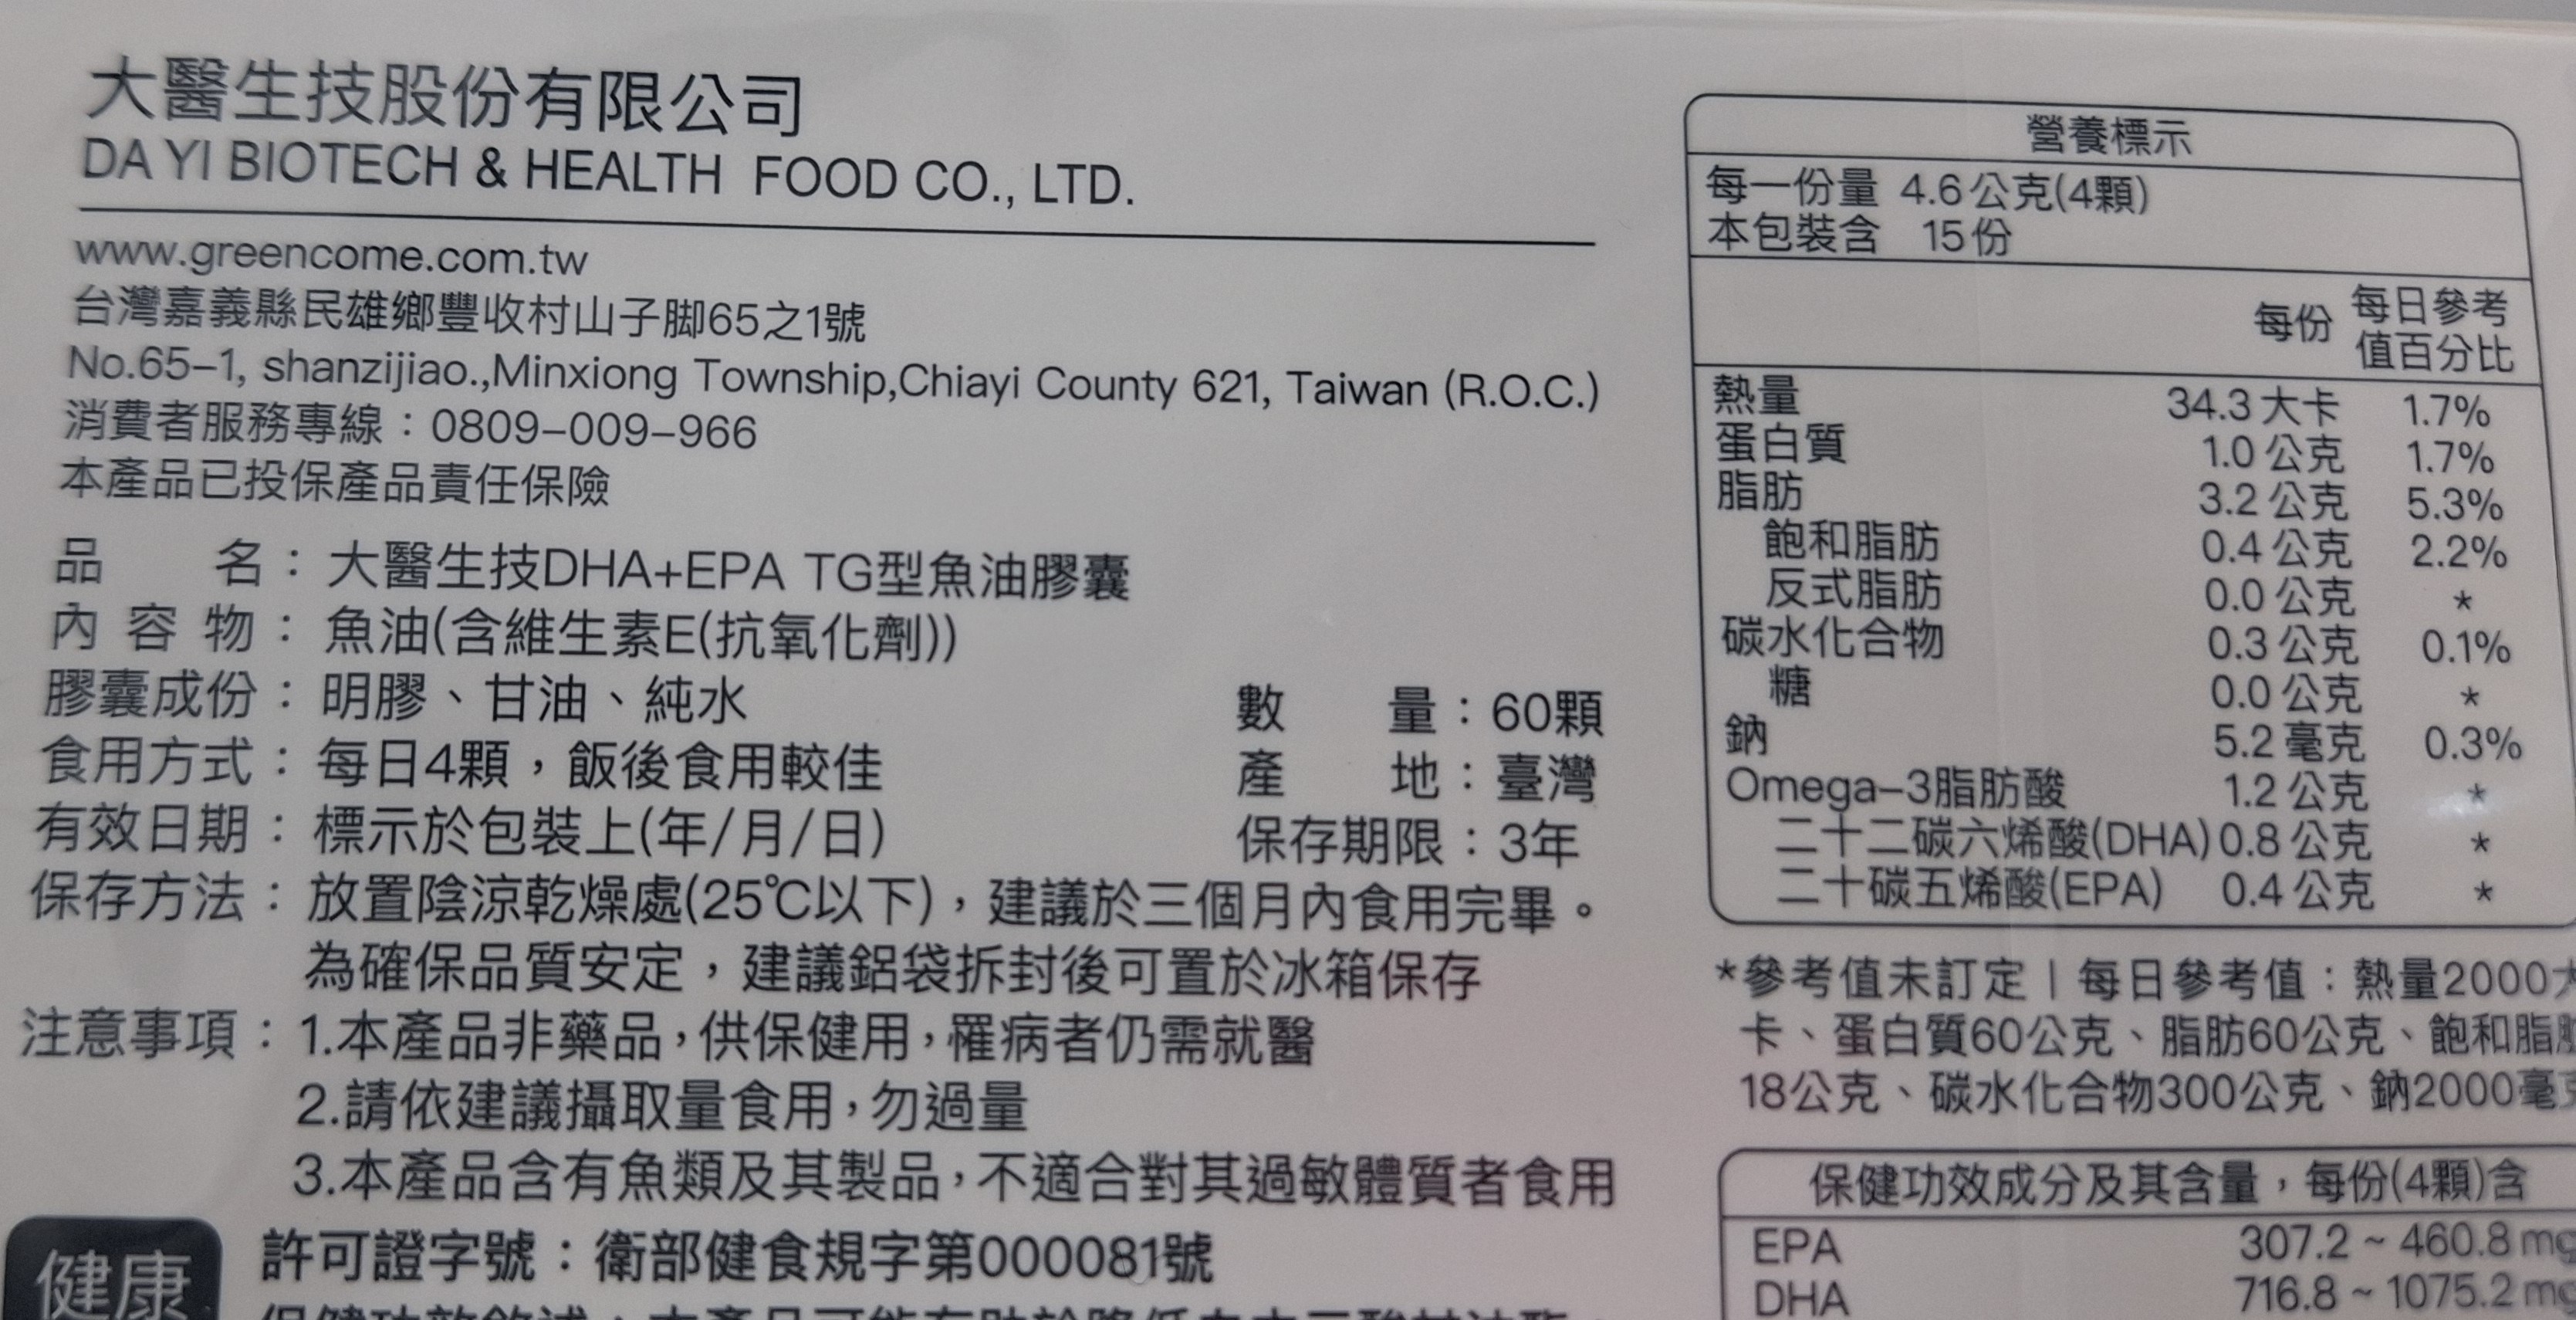 大醫生技股份有限公司
DA YI BIOTECH & HEALTH FOOD CO., LTD.
www.greencome.com.tw
台灣嘉義縣民雄鄉豐收村山子脚65之1號
No.65-1, shanzijiao.,Minxiong Township,Chiayi County 621, Taiwan (R.O.C.)
消費者服務專線：0809-009-966
本產品已投保產品責任保險
品名：大醫生技DHA+EPA TG型魚油膠囊
內容物：魚油(含維生素E(抗氧化劑))
膠囊成份：明膠、甘油、純水
數量：60顆
食用方式：每日4顆，飯後食用較佳
產地：臺灣
有效日期：標示於包裝上(年/月/日)
保存期限：3年
保存方法：放置陰涼乾燥處(25℃以下)，建議於三個月內食用完畢。
為確保品質安定，建議鋁袋拆封後可置於冰箱保存
注意事項：1.本產品非藥品，供保健用，罹病者仍需就醫
2.請依建議攝取量食用，勿過量
3.本產品含有魚類及其製品，不適合對其過敏體質者食用
健康
許可證字號：衛部健食規字第000081號
營養標示
每一份量 4.6公克(4顆)
本包裝含 15份
每份 每日參考值百分比
熱量 34.3大卡 1.7%
蛋白質 1.0公克 1.7%
脂肪 3.2公克 5.3%
飽和脂肪 0.4公克 2.2%
反式脂肪 0.0公克 *
碳水化合物 0.3公克 0.1%
糖 0.0公克 *
鈉 5.2毫克 0.3%
Omega-3脂肪酸 1.2公克 *
二十二碳六烯酸(DHA) 0.8公克 *
二十碳五烯酸(EPA) 0.4公克 *
*參考值未訂定 | 每日參考值：熱量2000大
卡、蛋白質60公克、脂肪60公克、飽和脂肪
18公克、碳水化合物300公克、鈉2000毫克
保健功效成分及其含量，每份(4顆)含
EPA 307.2 ~ 460.8 mg
DHA 716.8 ~ 1075.2 mg